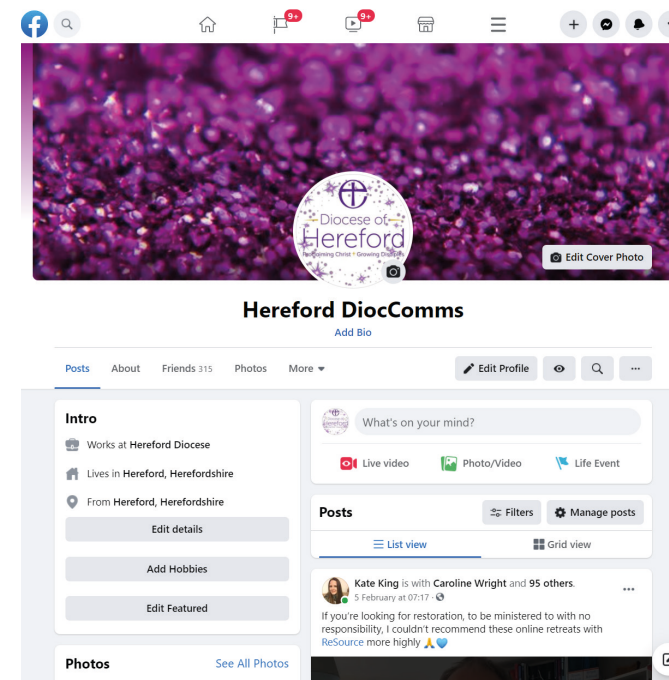 9+
9+
Diocese of
Hereford
Proclaiming Christ • Growing Disciples
Edit Cover Photo
Hereford DiocComms
Add Bio
Posts About Friends 315 Photos More
Edit Profile
Intro
Works at Hereford Diocese
Lives in Hereford, Herefordshire
From Hereford, Herefordshire
Edit details
Add Hobbies
Edit Featured
Photos See All Photos
What's on your mind?
Live video Photo/Video Life Event
Posts Filters Manage posts
List view Grid view
Kate King is with Caroline Wright and 95 others.
5 February at 07:17 ·
If you're looking for restoration, to be ministered to with no
responsibility, I couldn't recommend these online retreats with
ReSource more highly 🙏💙